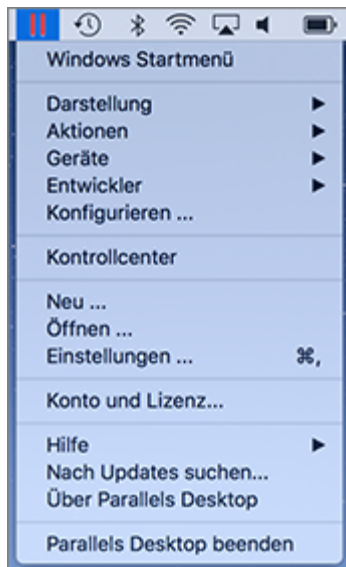 Windows Startmenü
Darstellung
Aktionen
Geräte
Entwickler
Konfigurieren ...
Kontrollcenter
Neu ...
Öffnen ...
Einstellungen ... ⌘,
Konto und Lizenz...
Hilfe
Nach Updates suchen...
Über Parallels Desktop
Parallels Desktop beenden